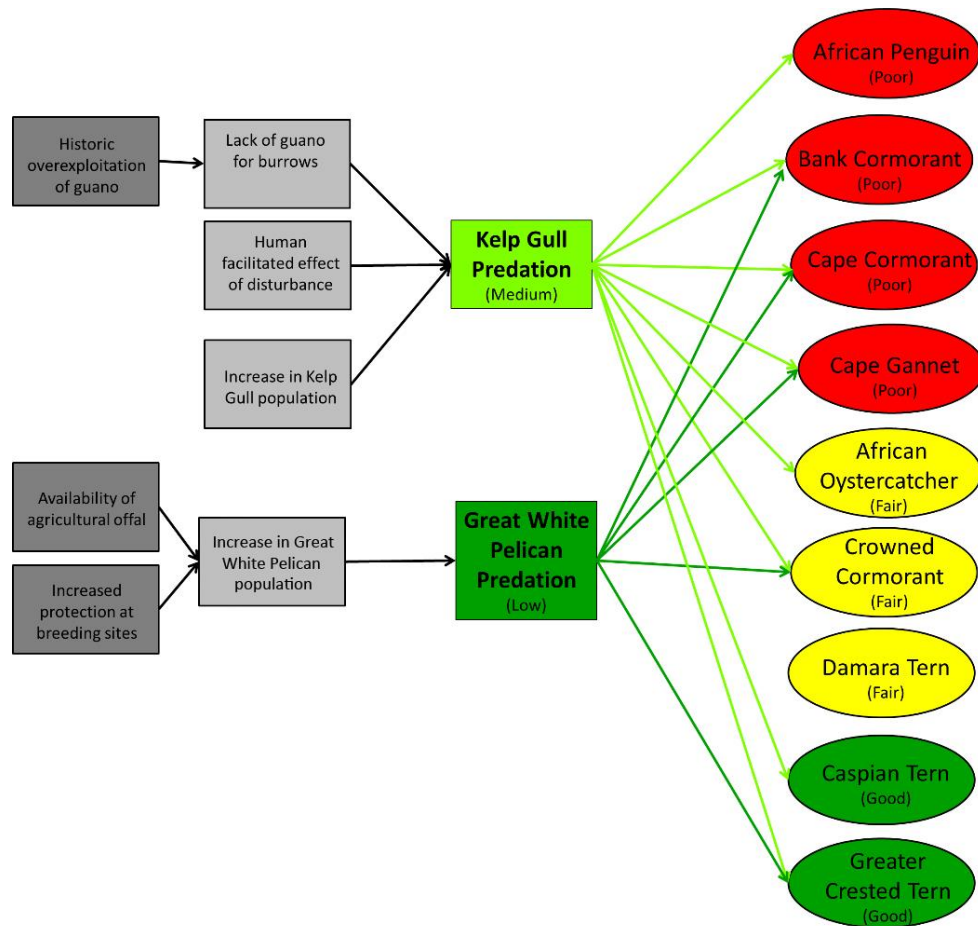 Historic
overexploitation
of guano
Lack of guano
for burrows
Human
facilitated effect
of disturbance
Increase in Kelp
Gull population
Availability of
agricultural offal
Increased
protection at
breeding sites
Increase in Great
White Pelican
population
Kelp Gull
Predation
(Medium)
Great White
Pelican
Predation
(Low)
African Penguin
(Poor)
Bank Cormorant
(Poor)
Cape Cormorant
(Poor)
Cape Gannet
(Poor)
African
Oystercatcher
(Fair)
Crowned
Cormorant
(Fair)
Damara Tern
(Fair)
Caspian Tern
(Good)
Greater
Crested Tern
(Good)